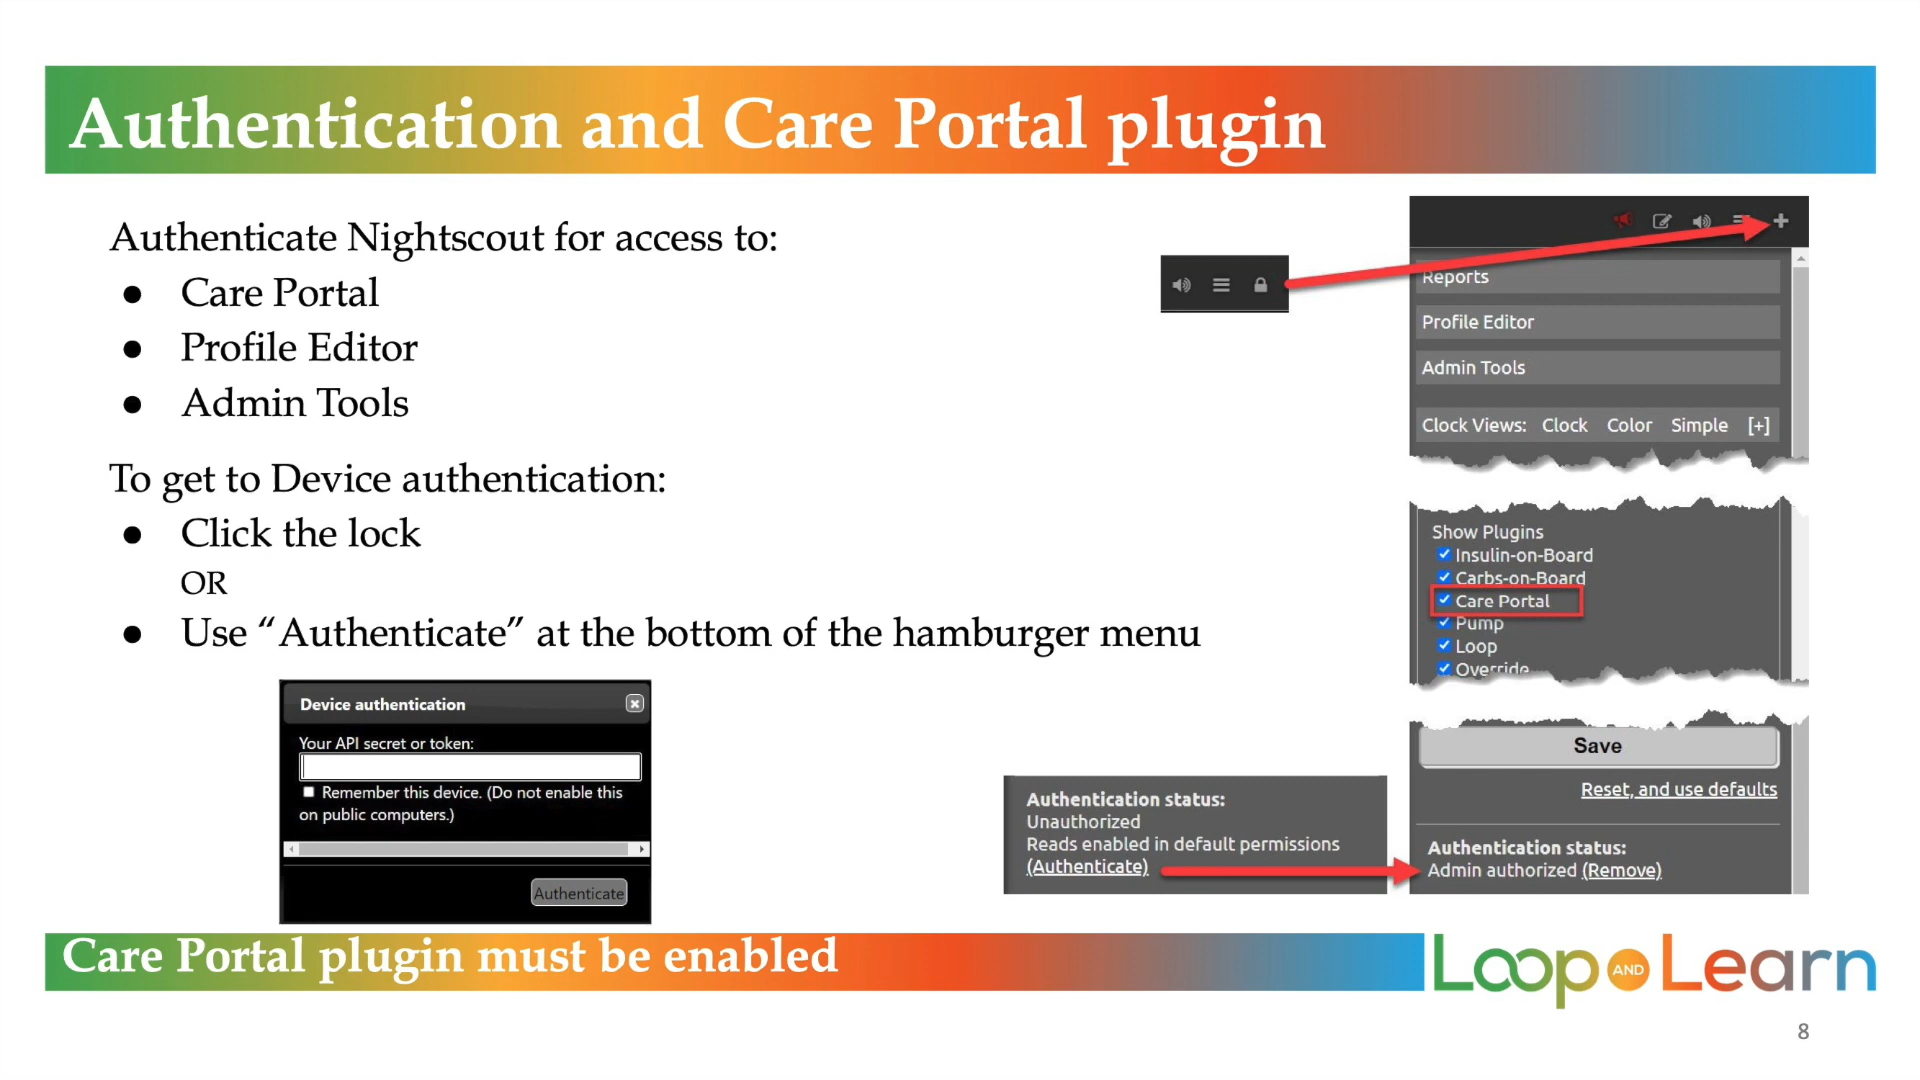 Authentication and Care Portal plugin
Authenticate Nightscout for access to:
● Care Portal
● Profile Editor
● Admin Tools
To get to Device authentication:
● Click the lock
OR
● Use “Authenticate” at the bottom of the hamburger menu
Device authentication
Your API secret or token:
Remember this device. (Do not enable this
on public computers.)
Authenticate
Reports
Profile Editor
Admin Tools
Clock Views: Clock Color Simple [+]
Show Plugins
Insulin-on-Board
Carbs-on-Board
Care Portal
Pump
Loop
Override
Save
Reset, and use defaults
Authentication status:
Unauthorized
Reads enabled in default permissions
(Authenticate)
Authentication status:
Admin authorized (Remove)
Care Portal plugin must be enabled
Loop AND Learn
8